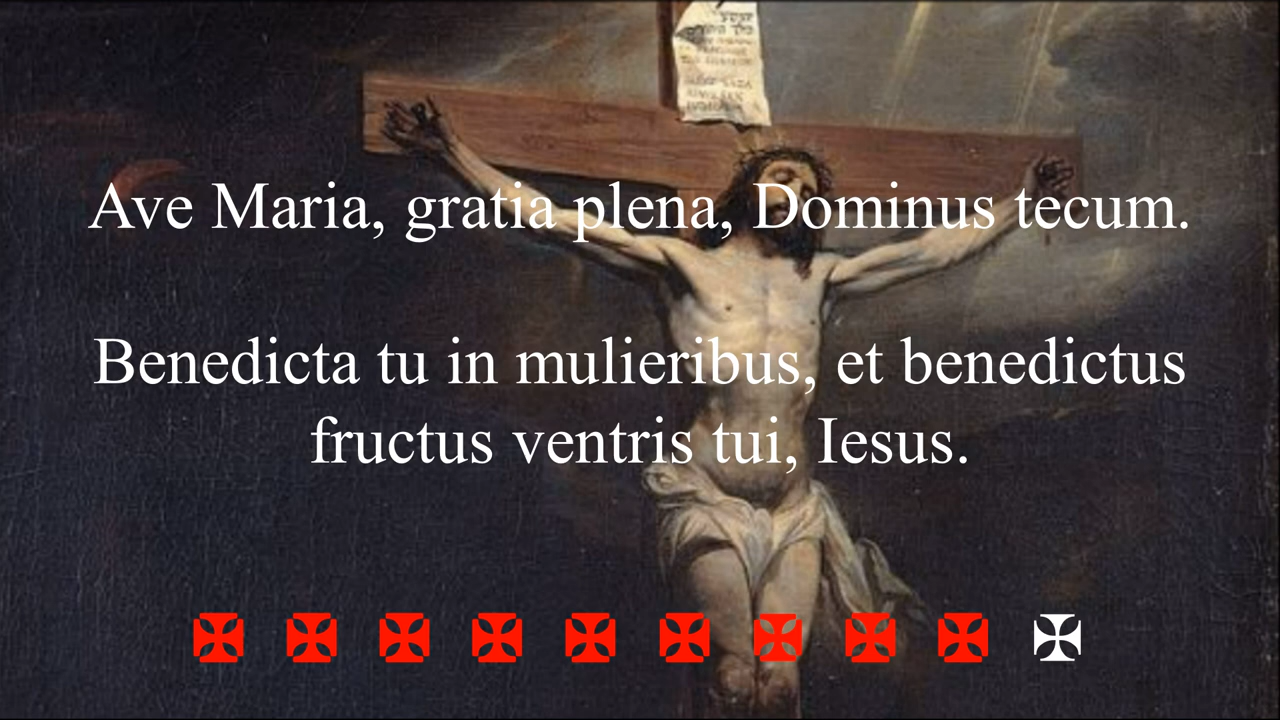 Ave Maria, gratia plena, Dominus tecum.
Benedicta tu in mulieribus, et benedictus
fructus ventris tui, Iesus.